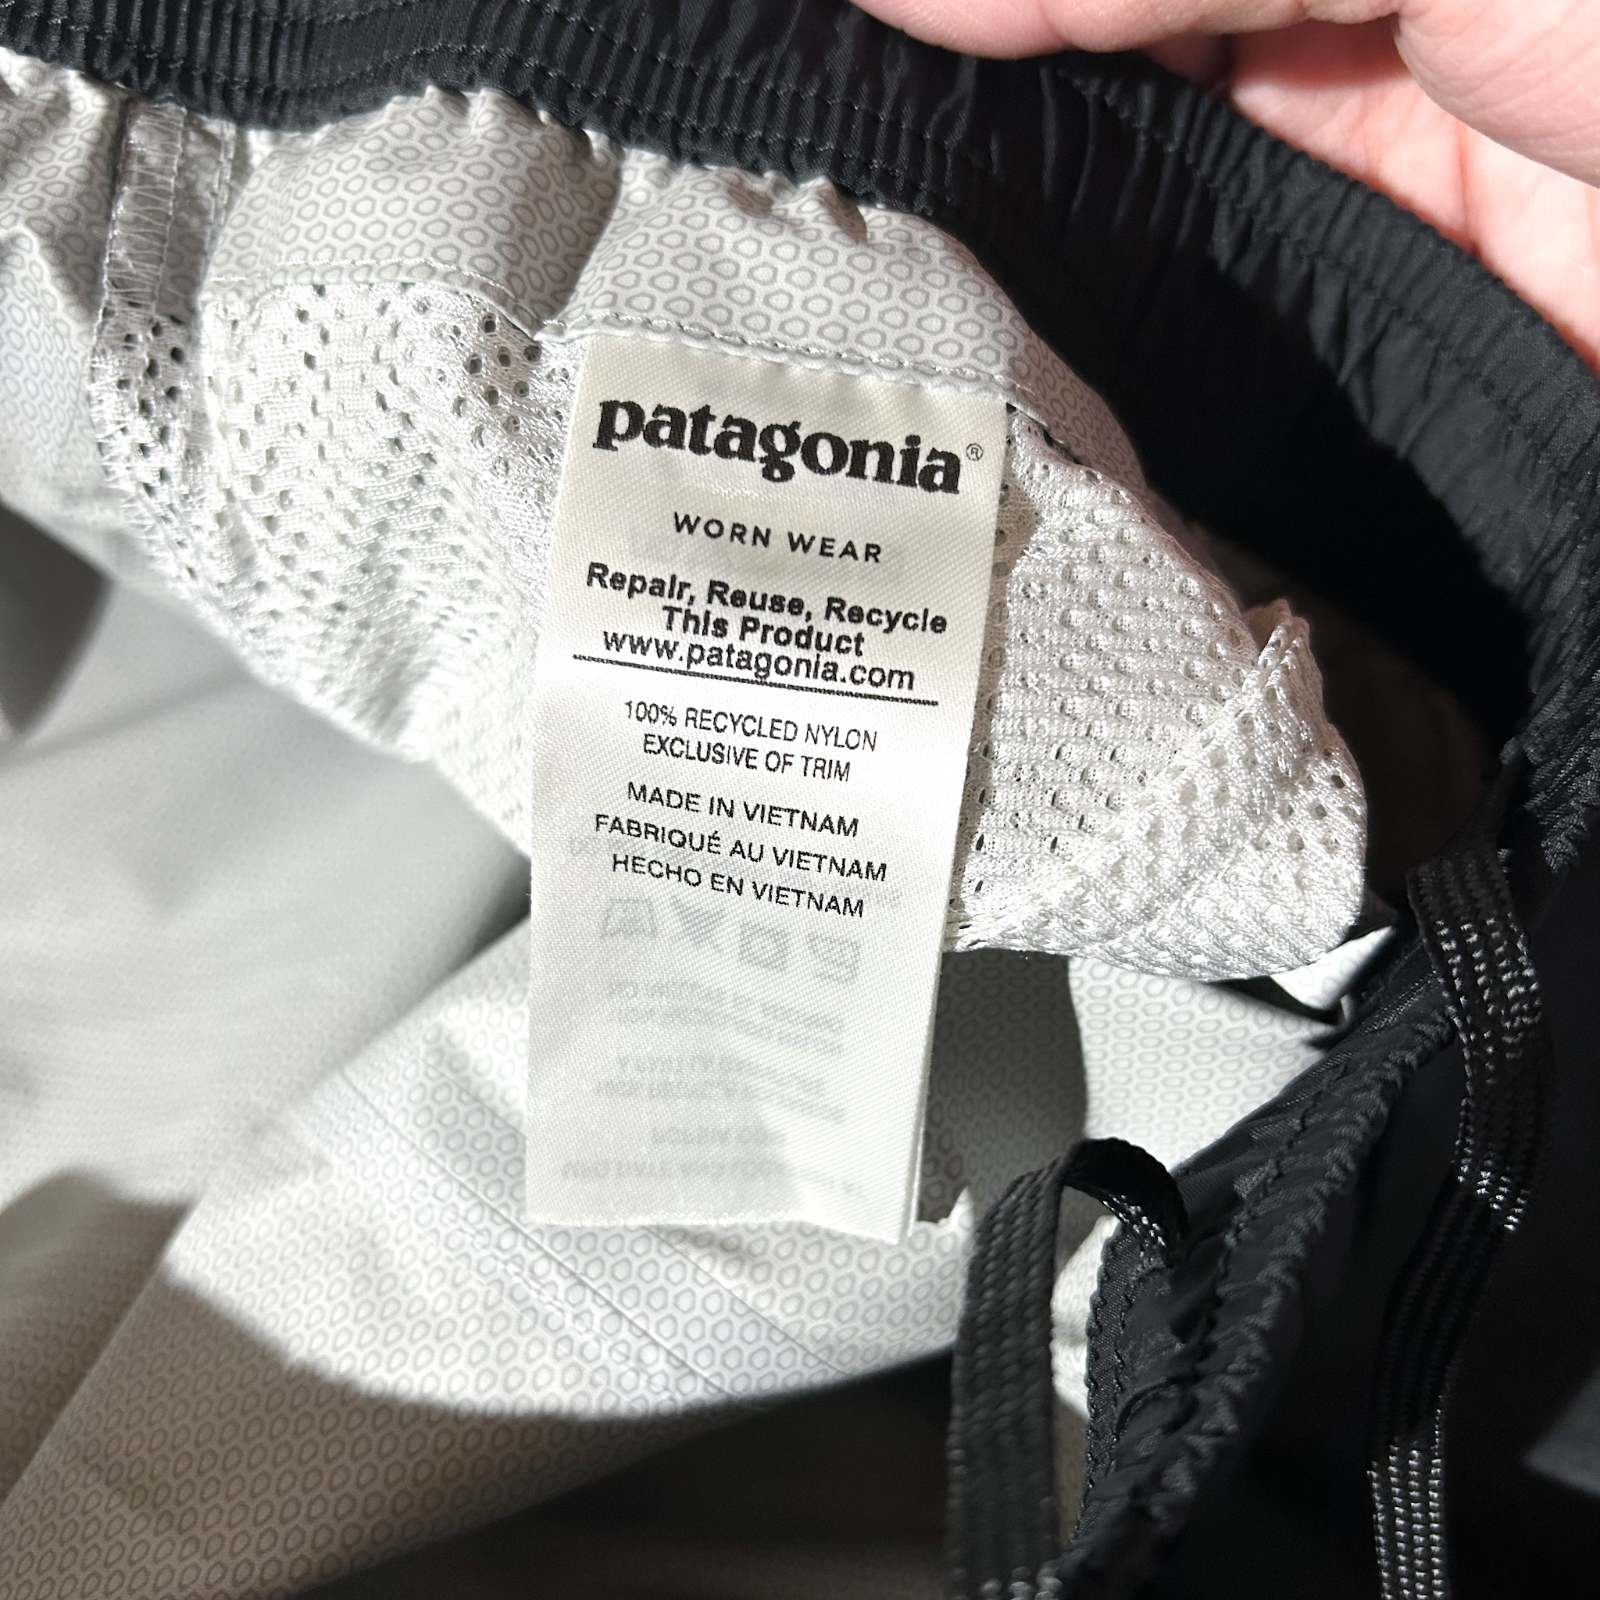 patagonia®
WORN WEAR
Repair, Reuse, Recycle
This Product
www.patagonia.com
100% RECYCLED NYLON
EXCLUSIVE OF TRIM
MADE IN VIETNAM
FABRIQUÉ AU VIETNAM
HECHO EN VIETNAM